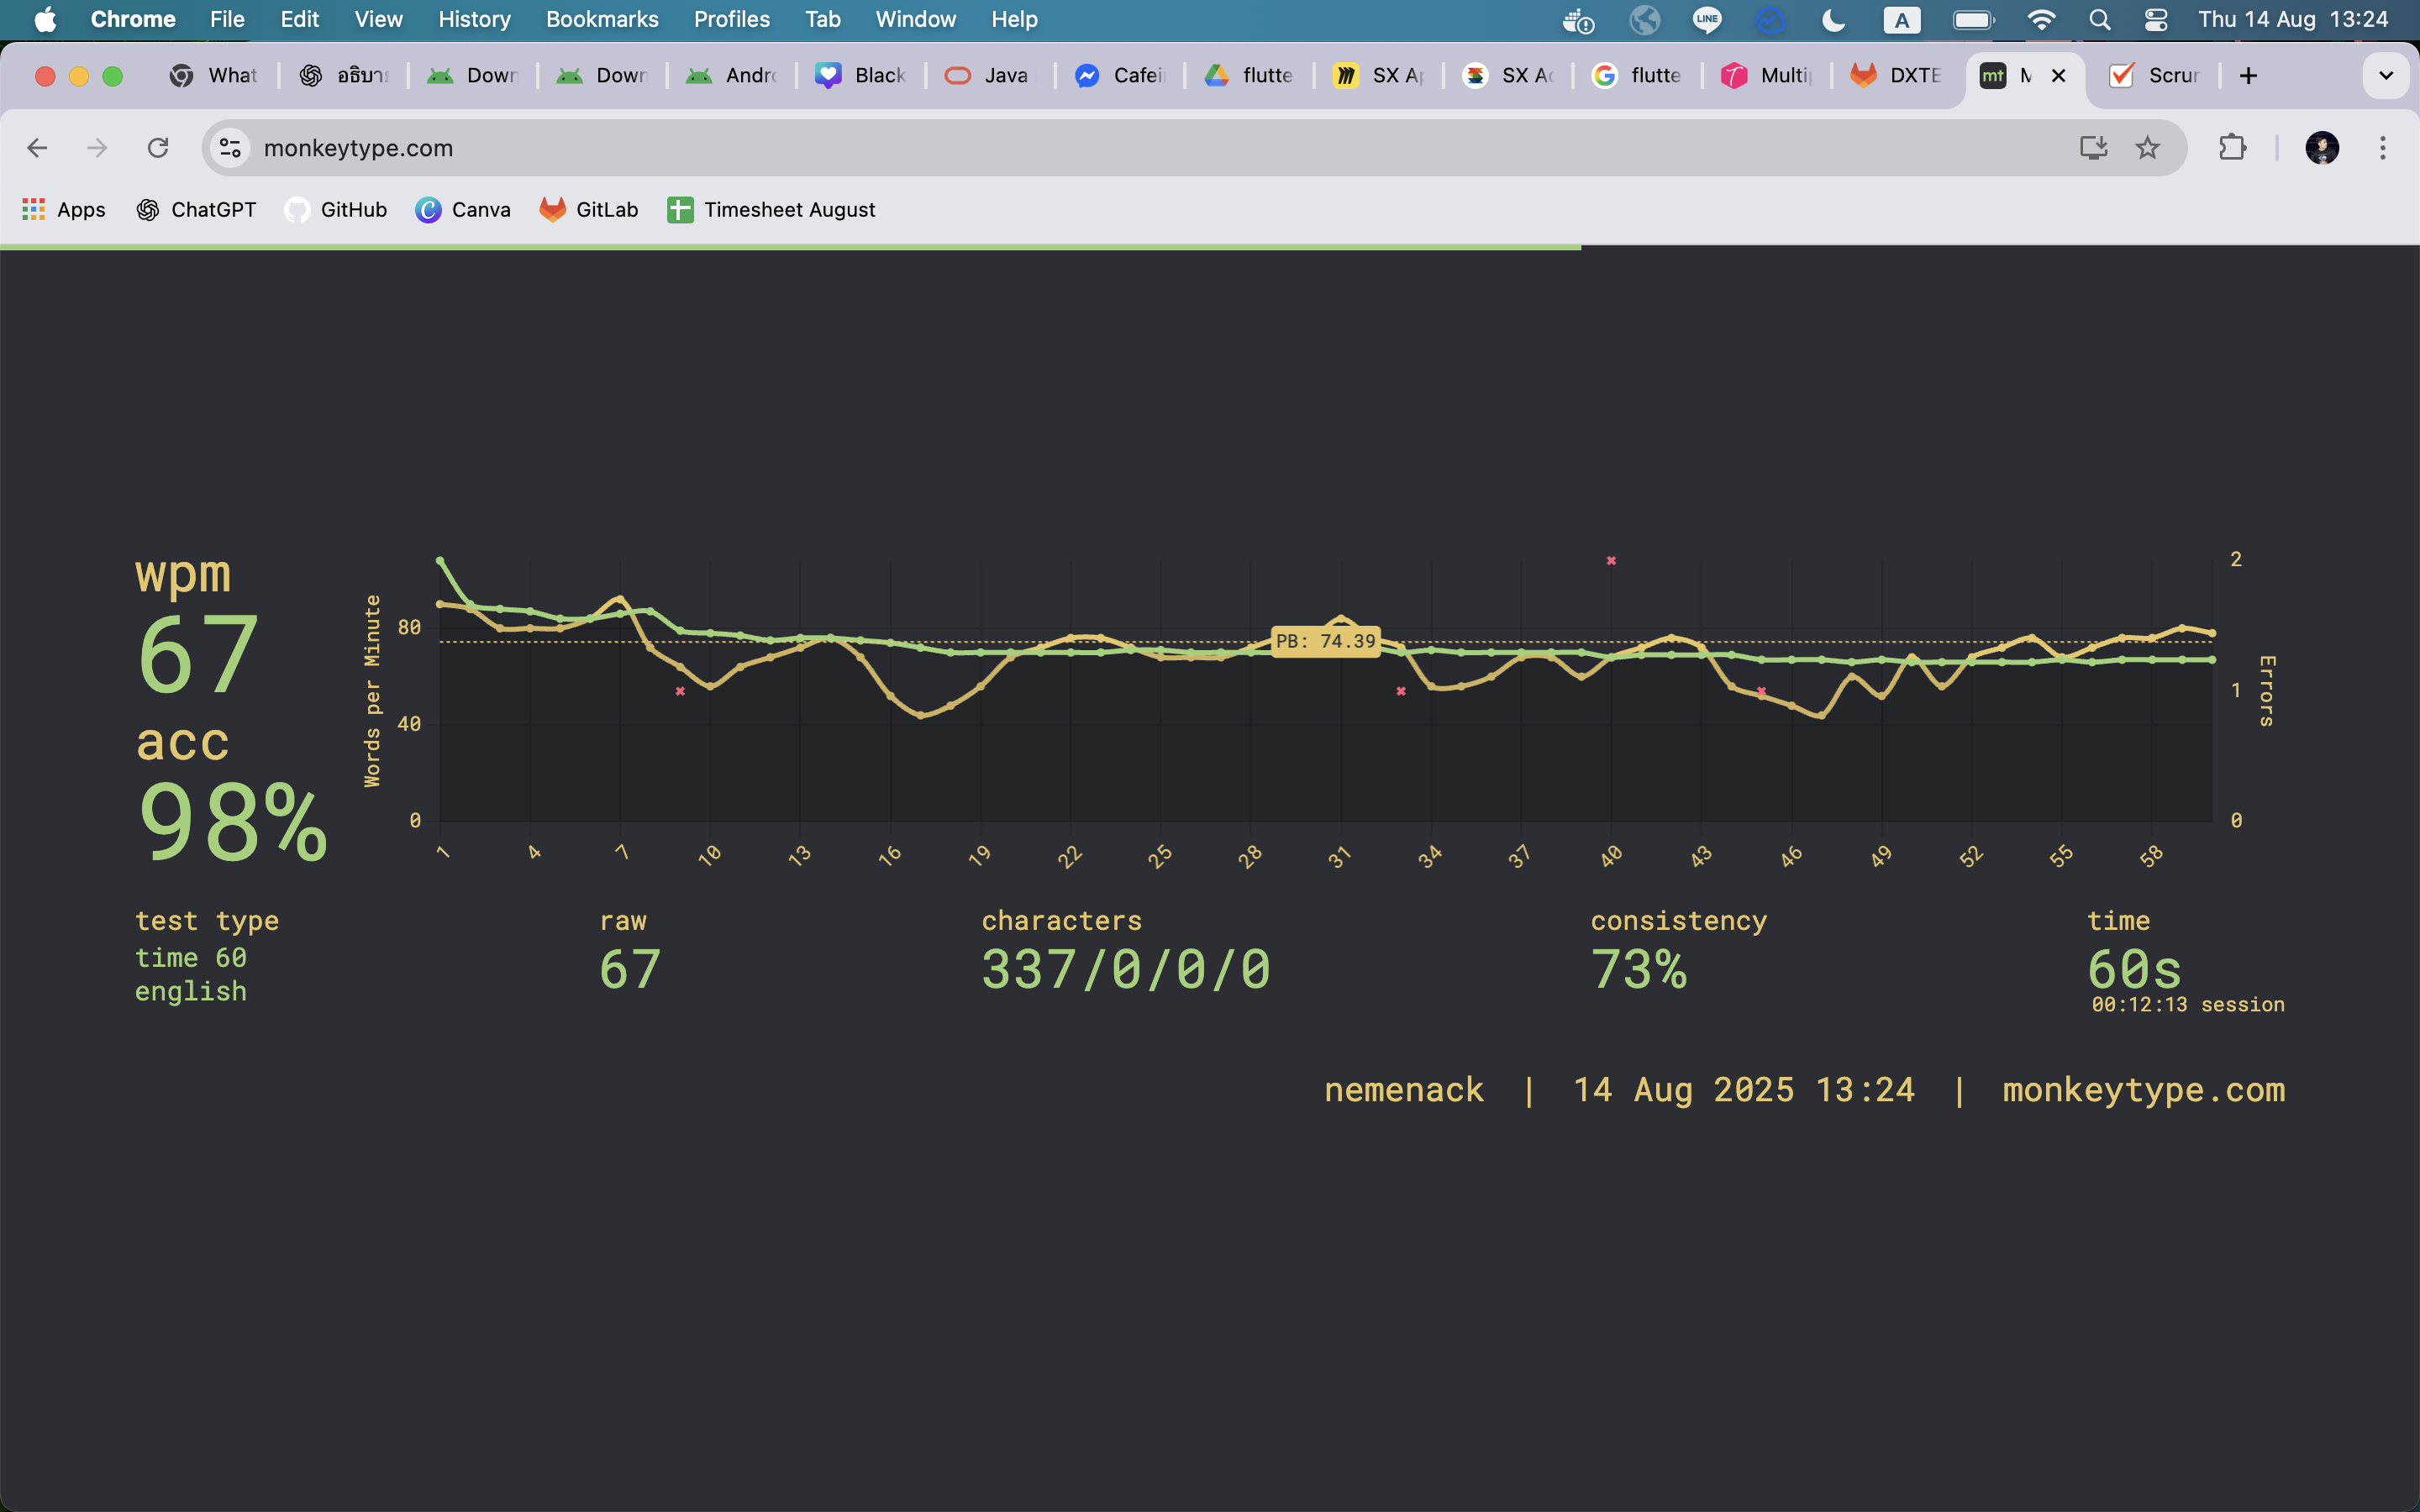 Chrome File Edit View History Bookmarks Profiles Tab Window Help LINE A Thu 14 Aug 13:24
What Dowr Dowr Andr Black Java Cafei flutte SX A SX A flutte Multi DXTE mt M Scrur
monkeytype.com
Apps ChatGPT GitHub Canva GitLab Timesheet August
wpm
67
acc
98%
Words per Minute
80
40
0
PB: 74.39
2
1
0
Errors
1 4 7 10 13 16 19 22 25 28 31 34 37 40 43 46 49 52 55 58
test type
time 60
english
raw
67
characters
337/0/0/0
consistency
73%
time
60s
00:12:13 session
nemenack | 14 Aug 2025 13:24 | monkeytype.com